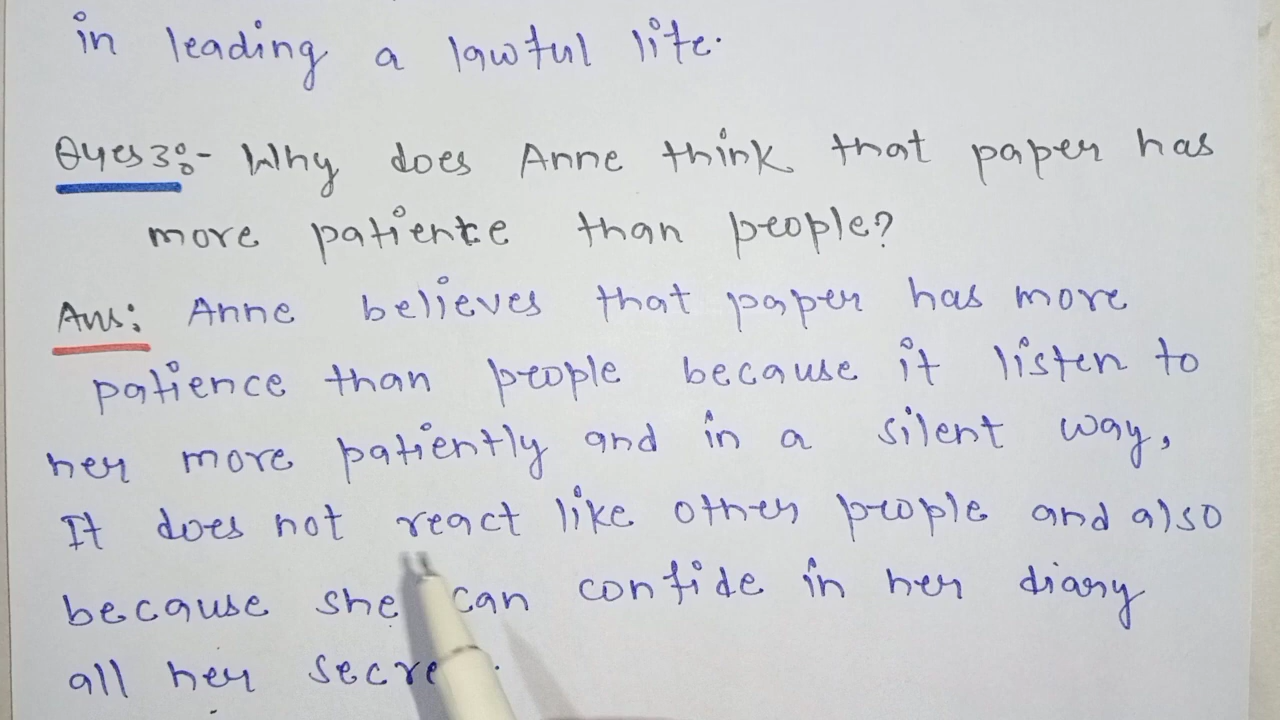 in leading a lawful life.
Ques3:- Why does Anne think that paper has
more patience than people?
Ans: Anne believes that paper has more
patience than people because it listen to
her more patiently and in a silent way,
It does not react like other people and also
because she can confide in her diary
all her